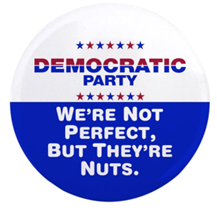 DEMOCRATIC
PARTY
WE'RE NOT
PERFECT,
BUT THEY'RE
NUTS.